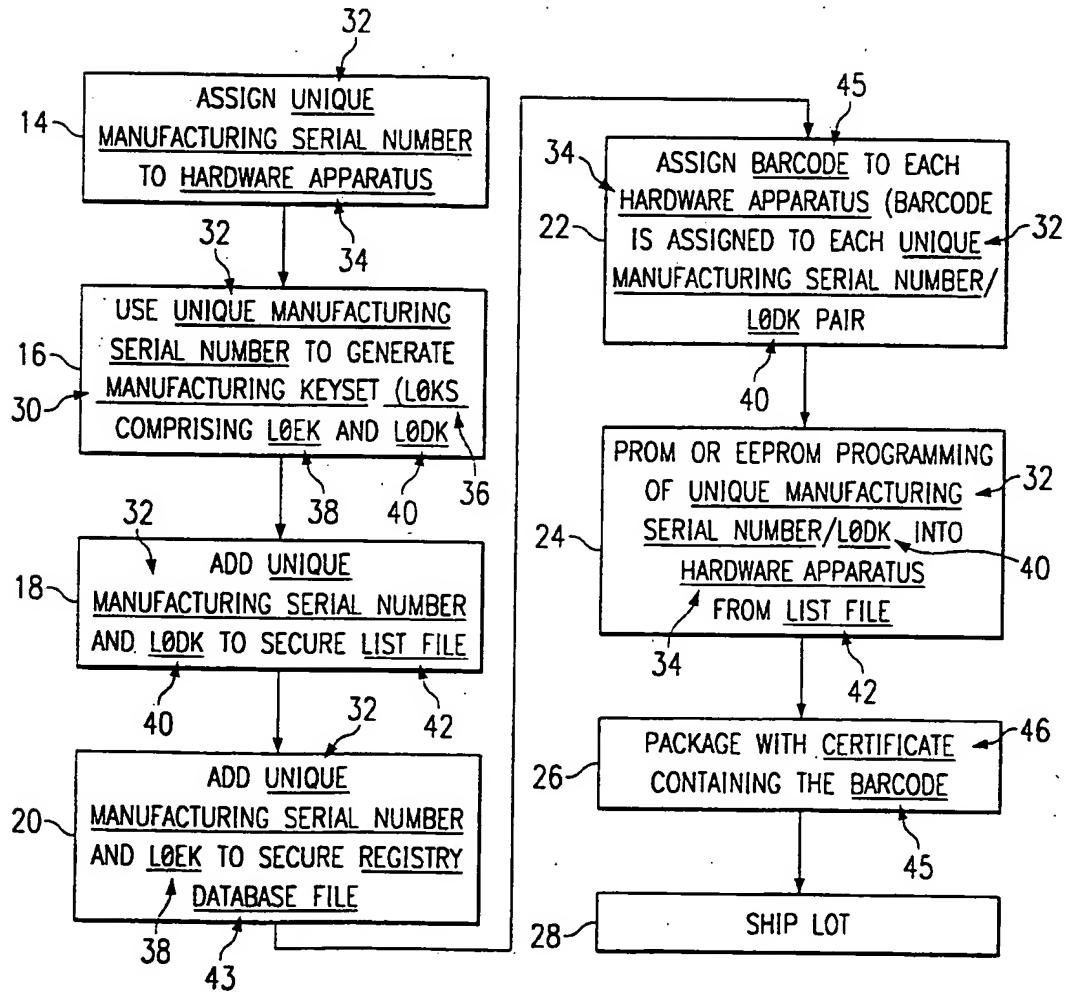 32
14
ASSIGN UNIQUE
MANUFACTURING SERIAL NUMBER
TO HARDWARE APPARATUS
32
34
16
30
USE UNIQUE MANUFACTURING
SERIAL NUMBER TO GENERATE
MANUFACTURING KEYSET (L0KS
COMPRISING L0EK AND L0DK
38
40
36
32
18
ADD UNIQUE
MANUFACTURING SERIAL NUMBER
AND L0DK TO SECURE LIST FILE
40
42
32
20
ADD UNIQUE
MANUFACTURING SERIAL NUMBER
AND L0EK TO SECURE REGISTRY
DATABASE FILE
38
43
45
34
22
ASSIGN BARCODE TO EACH
HARDWARE APPARATUS (BARCODE
IS ASSIGNED TO EACH UNIQUE
MANUFACTURING SERIAL NUMBER/
L0DK PAIR
32
40
24
PROM OR EEPROM PROGRAMMING
OF UNIQUE MANUFACTURING
SERIAL NUMBER/L0DK INTO
HARDWARE APPARATUS
FROM LIST FILE
32
40
34
42
26
PACKAGE WITH CERTIFICATE
CONTAINING THE BARCODE
46
45
28
SHIP LOT